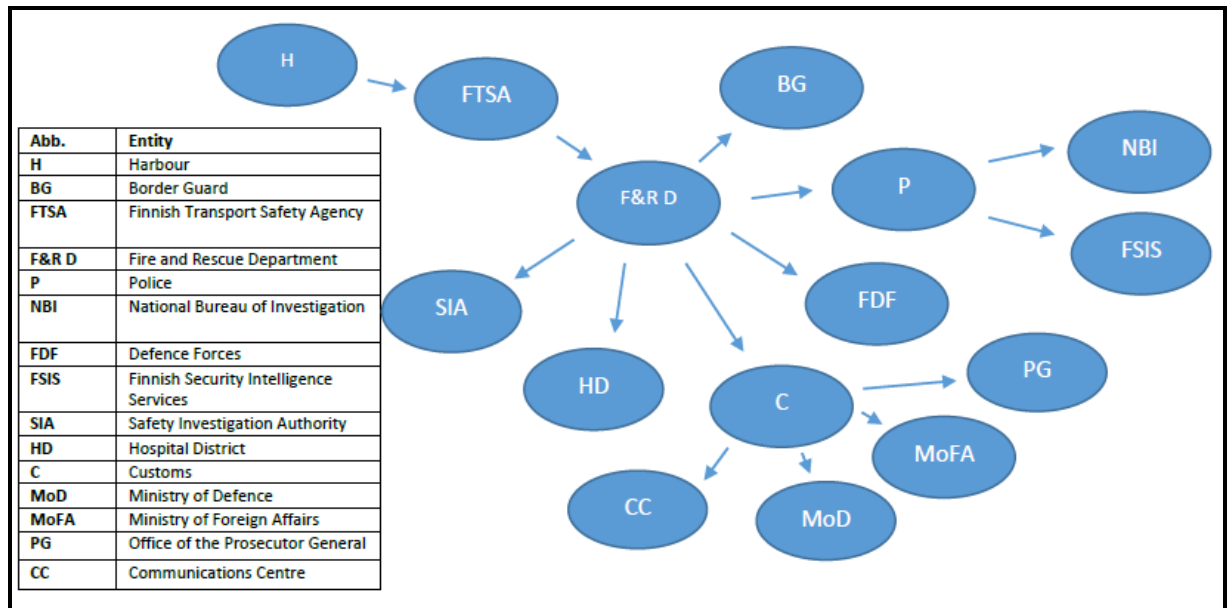 H
FTSA
BG
NBI
F&R D
P
FSIS
SIA
FDF
HD
C
PG
MoFA
CC
MoD
Abb. Entity
H Harbour
BG Border Guard
FTSA Finnish Transport Safety Agency
F&R D Fire and Rescue Department
P Police
NBI National Bureau of Investigation
FDF Defence Forces
FSIS Finnish Security Intelligence
Services
SIA Safety Investigation Authority
HD Hospital District
C Customs
MoD Ministry of Defence
MoFA Ministry of Foreign Affairs
PG Office of the Prosecutor General
CC Communications Centre